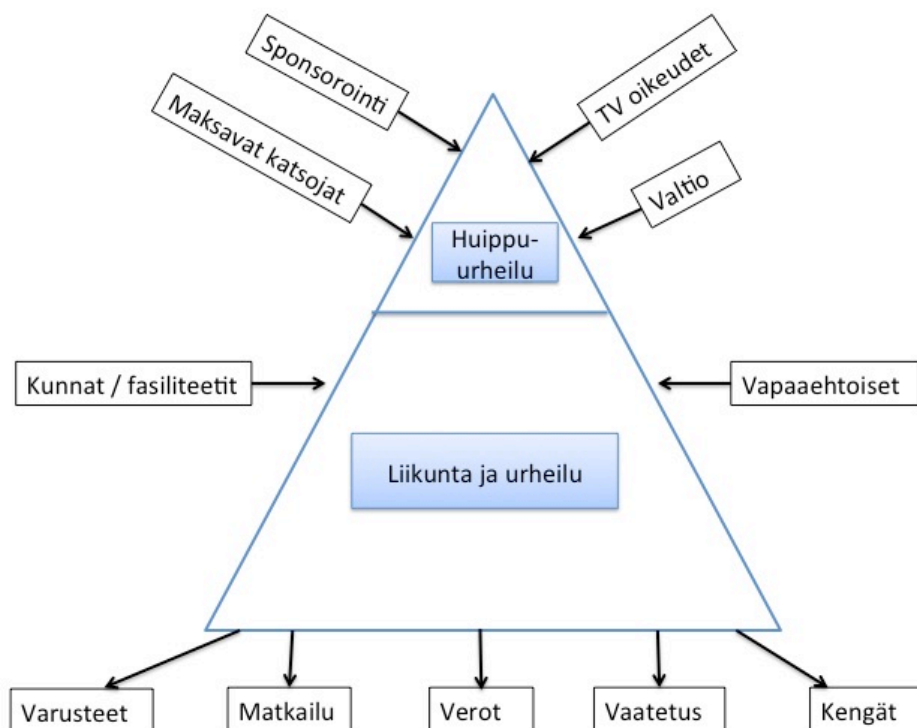 Sponsorointi
TV oikeudet
Maksavat katsojat
Valtio
Huippu-
urheilu
Kunnat / fasiliteetit
Vapaaehtoiset
Liikunta ja urheilu
Varusteet
Matkailu
Verot
Vaatetus
Kengät